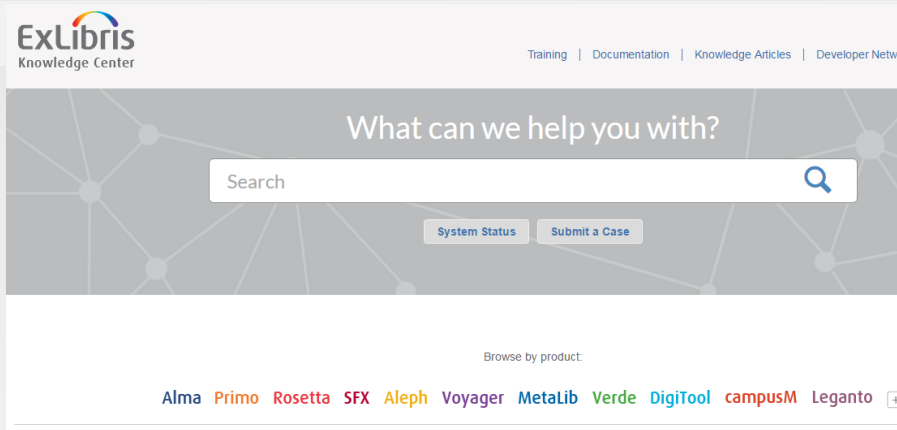 ExLibris
Knowledge Center
Training | Documentation | Knowledge Articles | Developer Netw
What can we help you with?
Search
System Status Submit a Case
Browse by product:
Alma Primo Rosetta SFX Aleph Voyager MetaLib Verde DigiTool campusM Leganto +